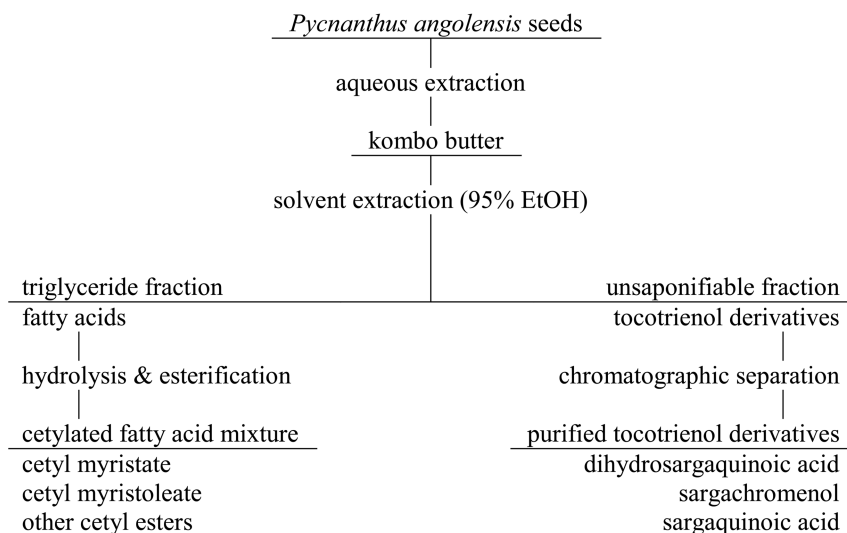 Pycnanthus angolensis seeds
aqueous extraction
kombo butter
solvent extraction (95% EtOH)
triglyceride fraction
fatty acids
hydrolysis & esterification
cetylated fatty acid mixture
cetyl myristate
cetyl myristoleate
other cetyl esters
unsaponifiable fraction
tocotrienol derivatives
chromatographic separation
purified tocotrienol derivatives
dihydrosargaquinoic acid
sargachromenol
sargaquinoic acid